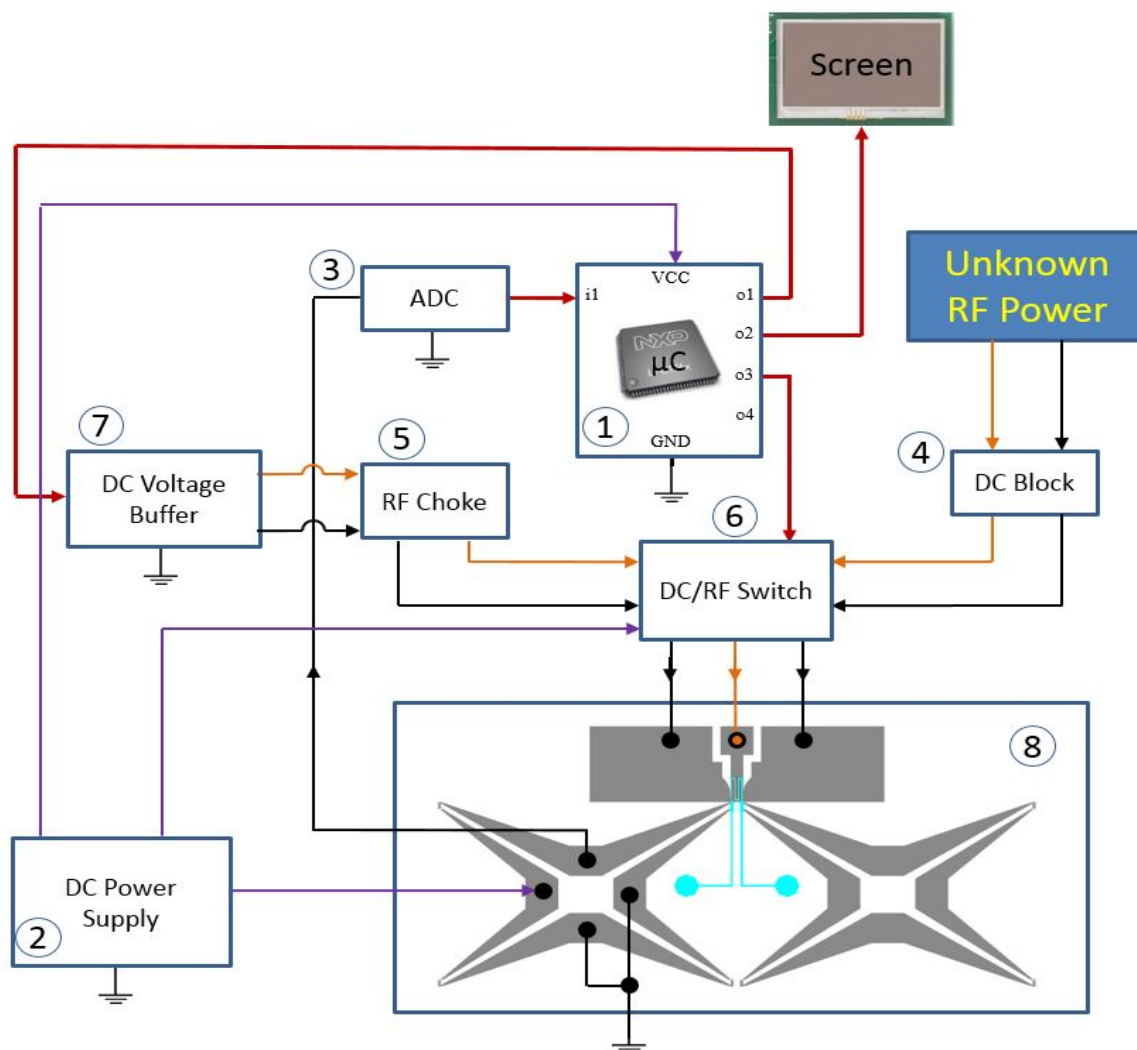 Screen
Unknown
RF Power
3
ADC
VCC
i1
o1
o2
o3
o4
NXP
μC
1
GND
7
DC Voltage
Buffer
5
RF Choke
4
DC Block
6
DC/RF Switch
8
DC Power
Supply
2